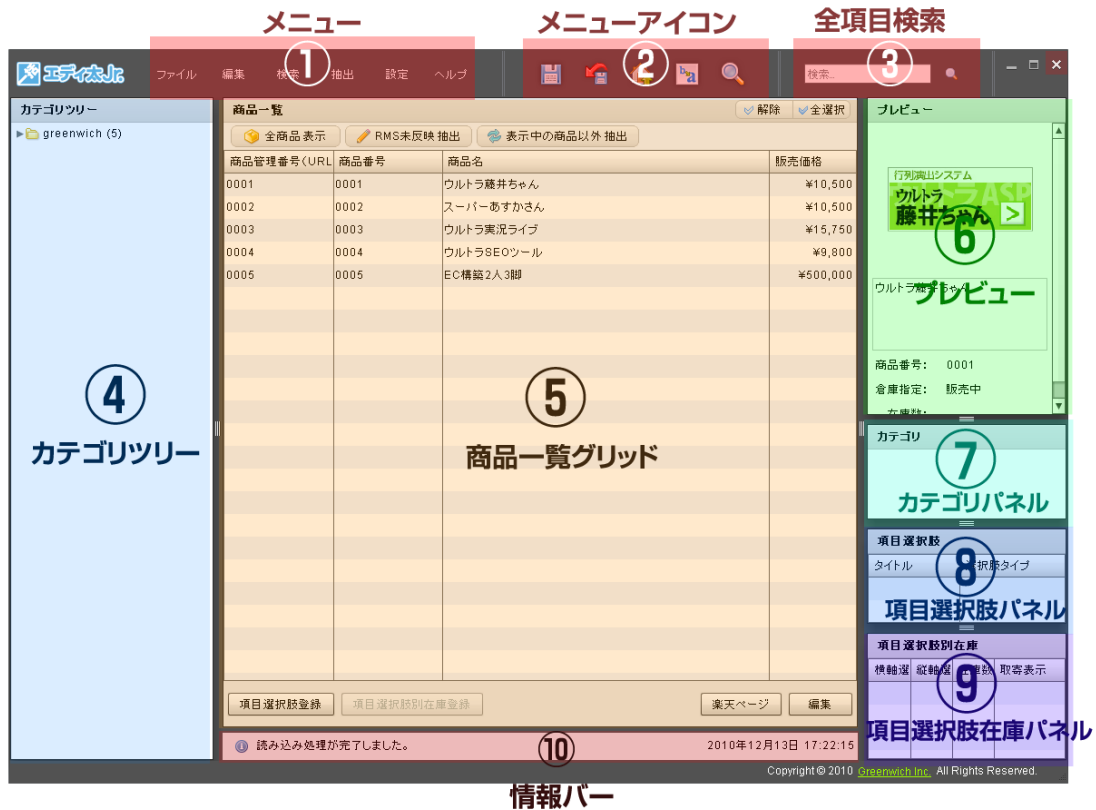 メニュー
メニューアイコン
全項目検索
① ② ③
エディ太Jr.
ファイル 編集 検索 抽出 設定 ヘルプ
検索..
カテゴリツリー
greenwich (5)
④
カテゴリツリー
商品一覧
解除 全選択
全商品表示 RMS未反映抽出 表示中の商品以外抽出
商品管理番号(URL 商品番号 商品名 販売価格
0001 0001 ウルトラ藤井ちゃん ¥10,500
0002 0002 スーパーあすかさん ¥10,500
0003 0003 ウルトラ実況ライブ ¥15,750
0004 0004 ウルトラSEOツール ¥9,800
0005 0005 EC構築2人3脚 ¥500,000
⑤
商品一覧グリッド
項目選択肢登録 項目選択肢別在庫登録 楽天ページ 編集
読み込み処理が完了しました。 ⑩ 2010年12月13日 17:22:15
プレビュー
行列演出システム
ウルトラ
藤井ちゃん
⑥
ウルトラ藤井ちゃん
プレビュー
商品番号: 0001
倉庫指定: 販売中
在庫数:
カテゴリ
⑦
カテゴリパネル
項目選択肢
タイトル 選択肢タイプ
⑧
項目選択肢パネル
項目選択肢別在庫
横軸選 縦軸選 在庫数 取寄表示
⑨
項目選択肢在庫パネル
Copyright © 2010 Greenwich Inc. All Rights Reserved.
情報バー